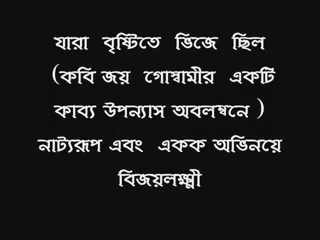 যারা বৃষ্টিতে ভিজে ছিল
(কবি জয় গোস্বামীর একটি
কাব্য উপন্যাস অবলম্বনে )
নাট্যরূপ এবং একক অভিনয়ে
বিজয়লক্ষ্মী